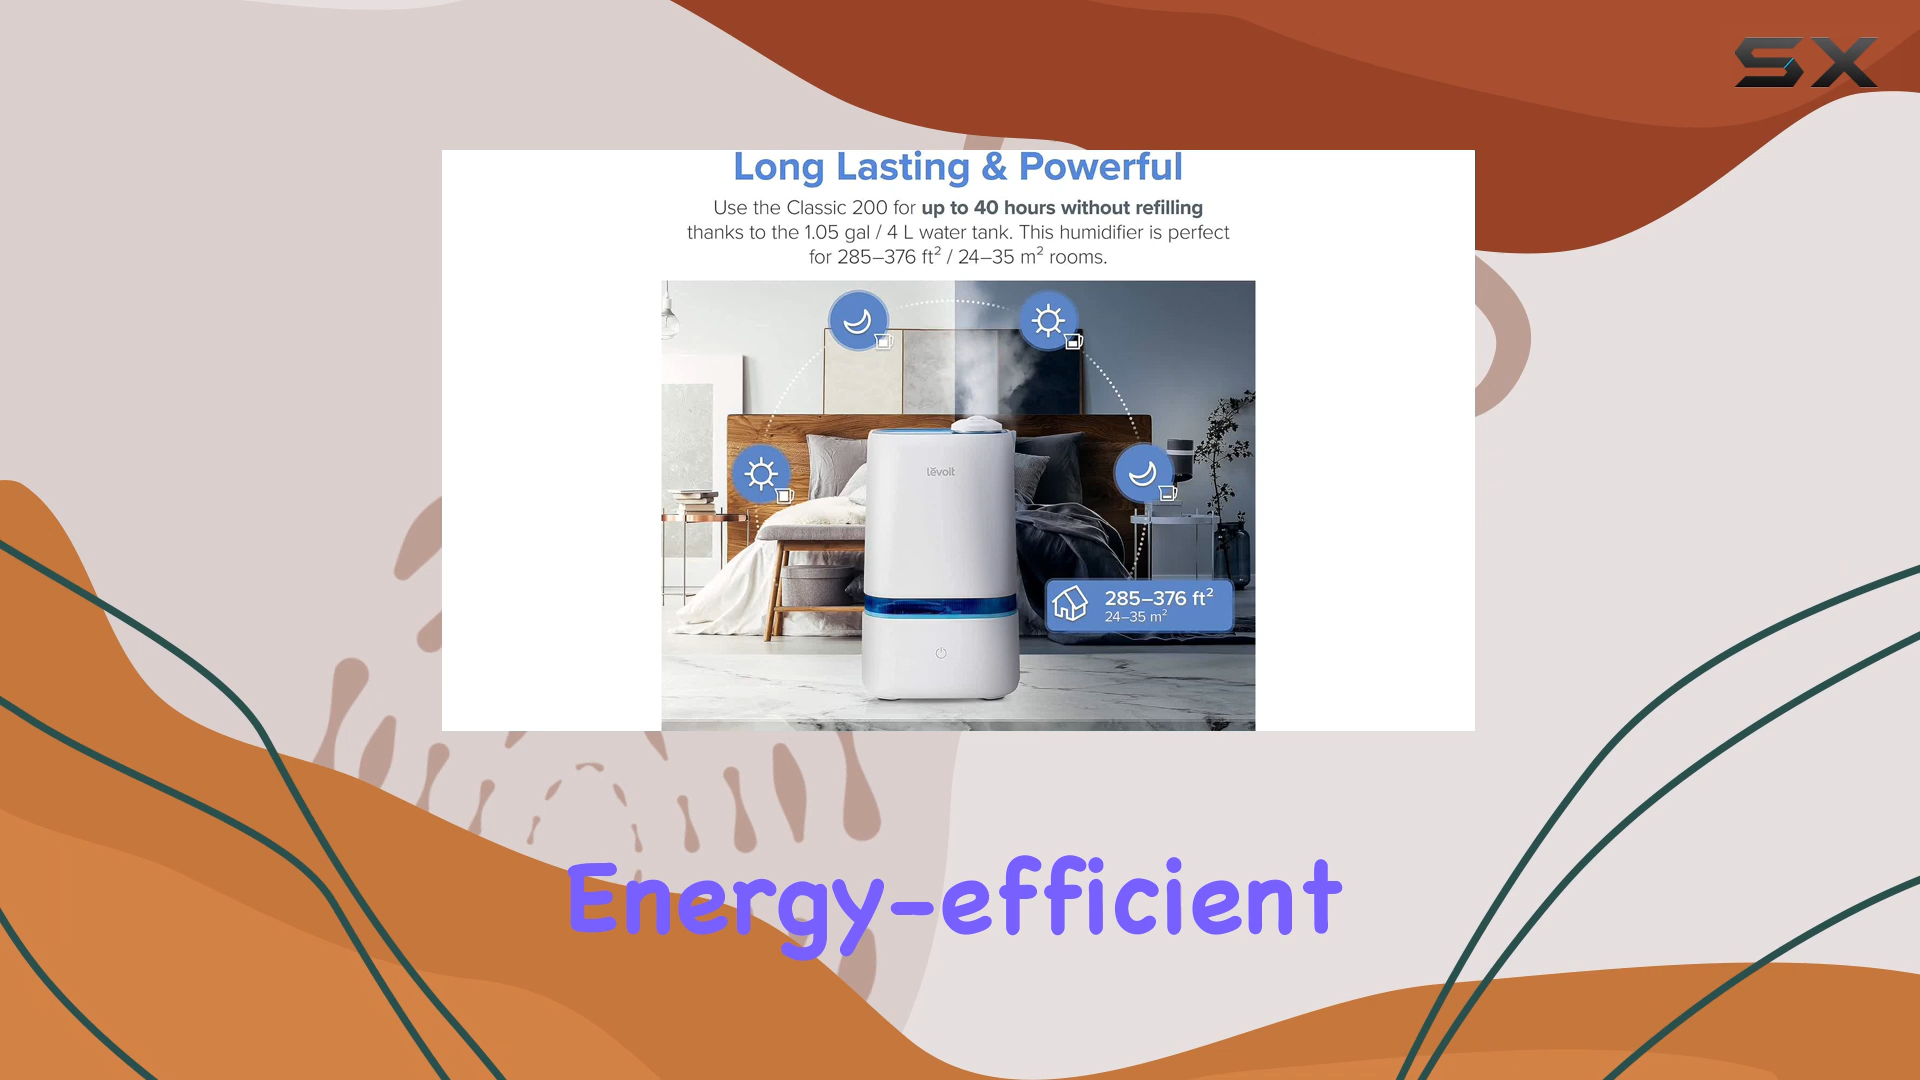 SX
Long Lasting & Powerful
Use the Classic 200 for up to 40 hours without refilling
thanks to the 1.05 gal / 4 L water tank. This humidifier is perfect
for 285–376 ft² / 24–35 m² rooms.
levoit
285–376 ft²
24–35 m²
Energy-efficient